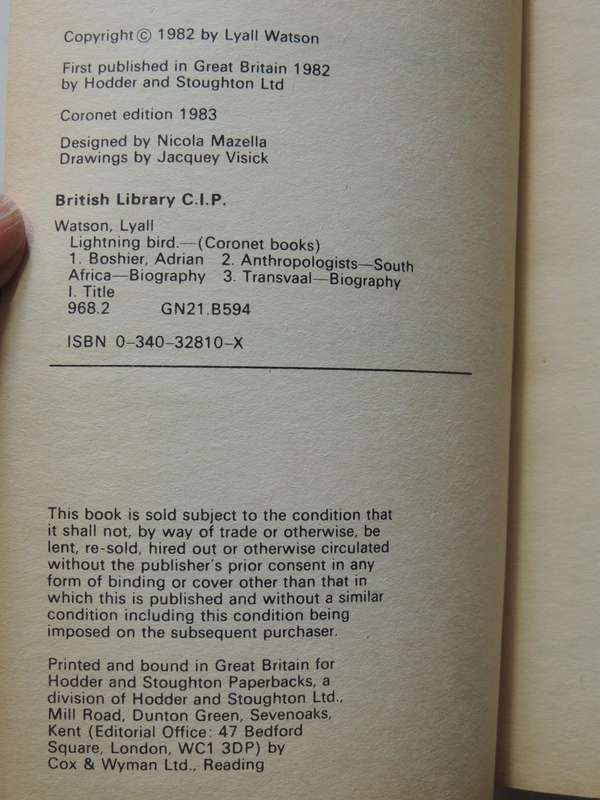 Copyright © 1982 by Lyall Watson
First published in Great Britain 1982
by Hodder and Stoughton Ltd
Coronet edition 1983
Designed by Nicola Mazella
Drawings by Jacquey Visick
British Library C.I.P.
Watson, Lyall
Lightning bird.—(Coronet books)
1. Boshier, Adrian 2. Anthropologists—South
Africa—Biography 3. Transvaal—Biography
I. Title
968.2 GN21.B594
ISBN 0-340-32810-X
This book is sold subject to the condition that
it shall not, by way of trade or otherwise, be
lent, re-sold, hired out or otherwise circulated
without the publisher's prior consent in any
form of binding or cover other than that in
which this is published and without a similar
condition including this condition being
imposed on the subsequent purchaser.
Printed and bound in Great Britain for
Hodder and Stoughton Paperbacks, a
division of Hodder and Stoughton Ltd.,
Mill Road, Dunton Green, Sevenoaks,
Kent (Editorial Office: 47 Bedford
Square, London, WC1 3DP) by
Cox & Wyman Ltd., Reading